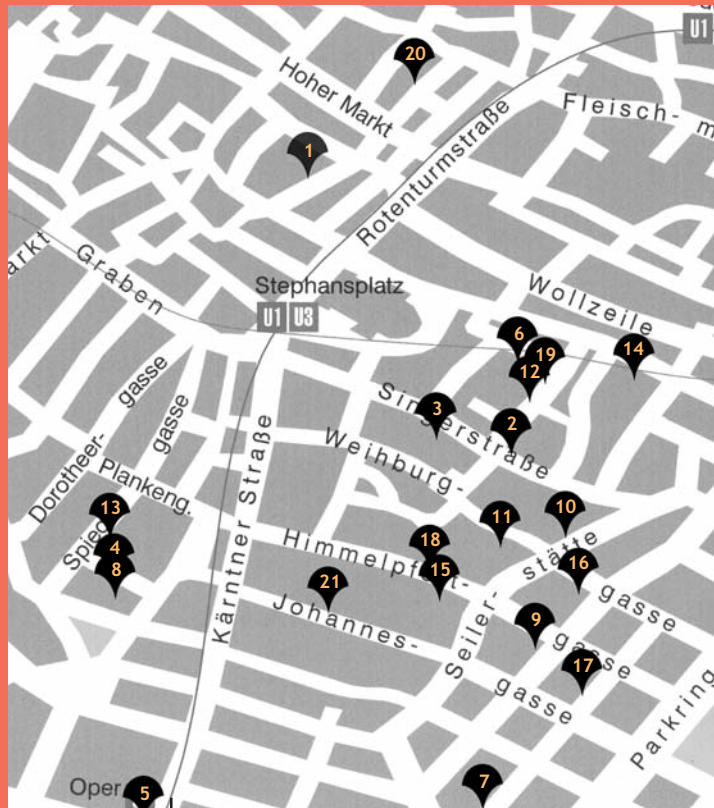 U1
20
Hoher Markt
Fleisch-
1
Rotenturmstraße
arkt
Graben
Stephansplatz
U1 U3
Wollzeile
6
19
14
12
3
Singerstraße
2
Dorotheer-
gasse
gasse
Plankeng.
Kärntner Straße
Weihburg-
13
Spieg
11
10
4
18
Himmelpfort-
stätte
8
21
15
16
gasse
Johannes-
Seiler-
9
gasse
17
gasse
Parkring
Oper
5
7